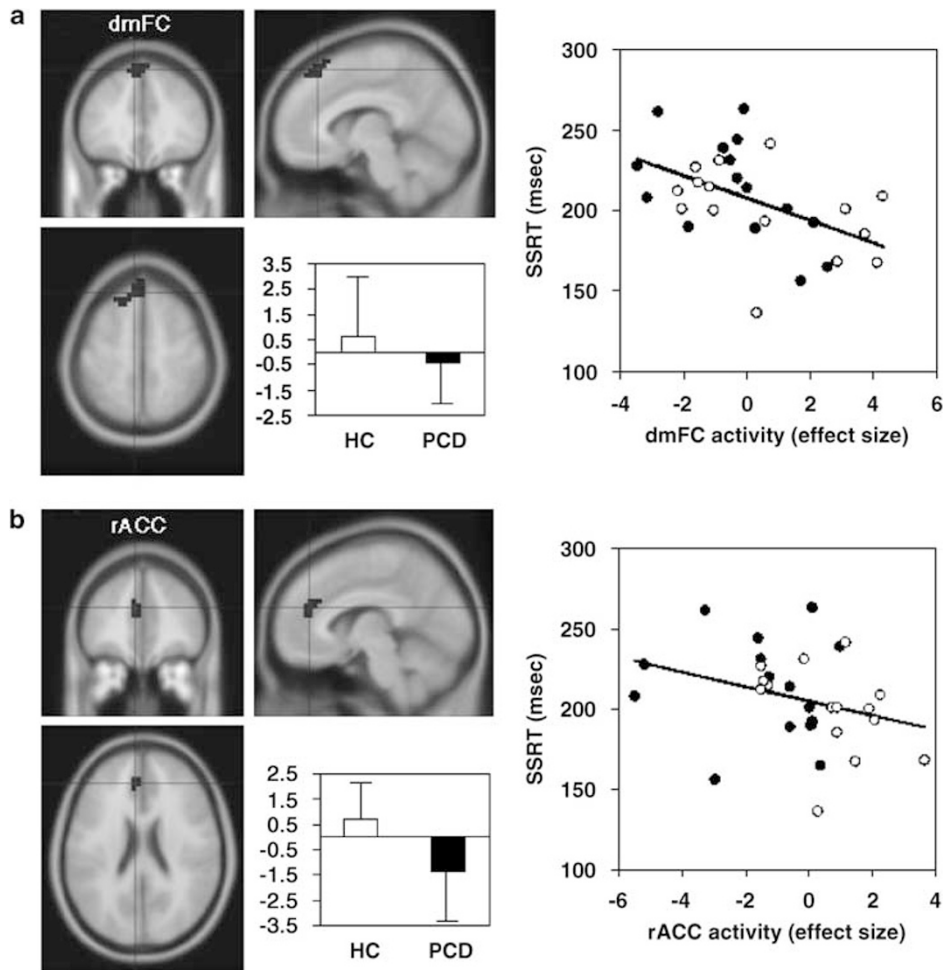 a
dmFC
3.5
2.5
1.5
0.5
-0.5
-1.5
-2.5
HC PCD
300
250
200
150
100
SSRT (msec)
-4 -2 0 2 4 6
dmFC activity (effect size)
b
rACC
2.5
1.5
0.5
-0.5
-1.5
-2.5
-3.5
HC PCD
300
250
200
150
100
SSRT (msec)
-6 -4 -2 0 2 4
rACC activity (effect size)